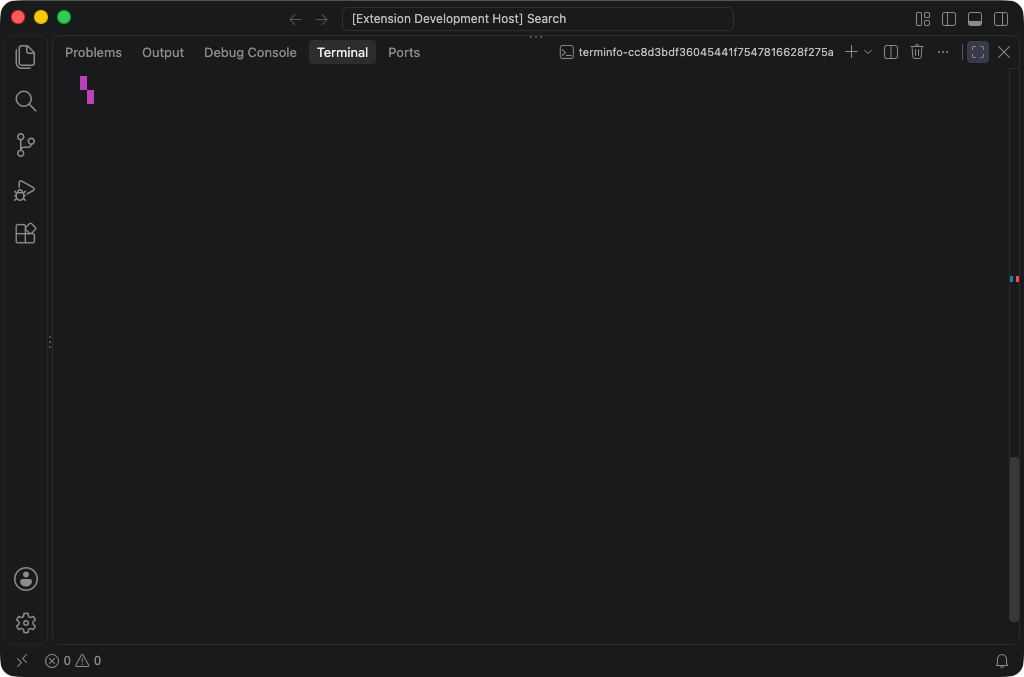 [Extension Development Host] Search
Problems Output Debug Console Terminal Ports terminfo-cc8d3bdf36045441f7547816628f275a
0 0